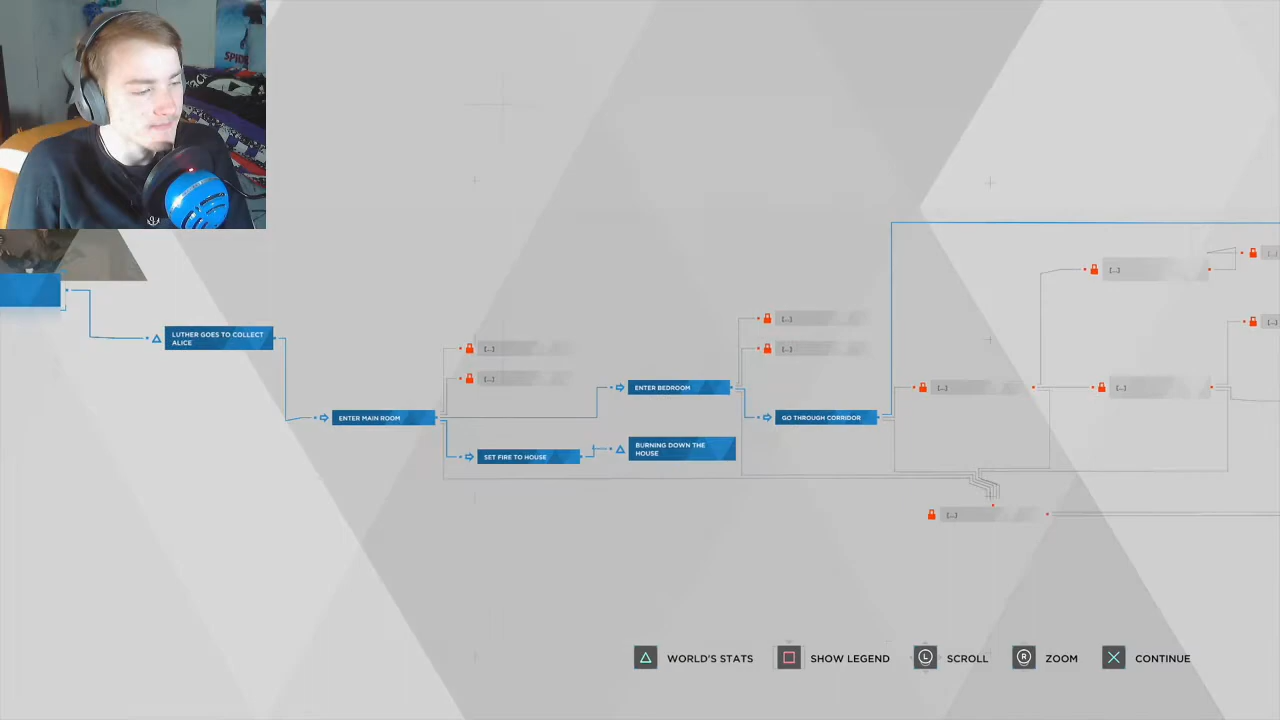 SPID
LUTHER GOES TO COLLECT
ALICE
ENTER MAIN ROOM
[...]
[...]
SET FIRE TO HOUSE
ENTER BEDROOM
BURNING DOWN THE
HOUSE
[...]
[...]
GO THROUGH CORRIDOR
[...]
[...]
[...]
[...]
WORLD'S STATS
SHOW LEGEND
L
SCROLL
R
ZOOM
CONTINUE